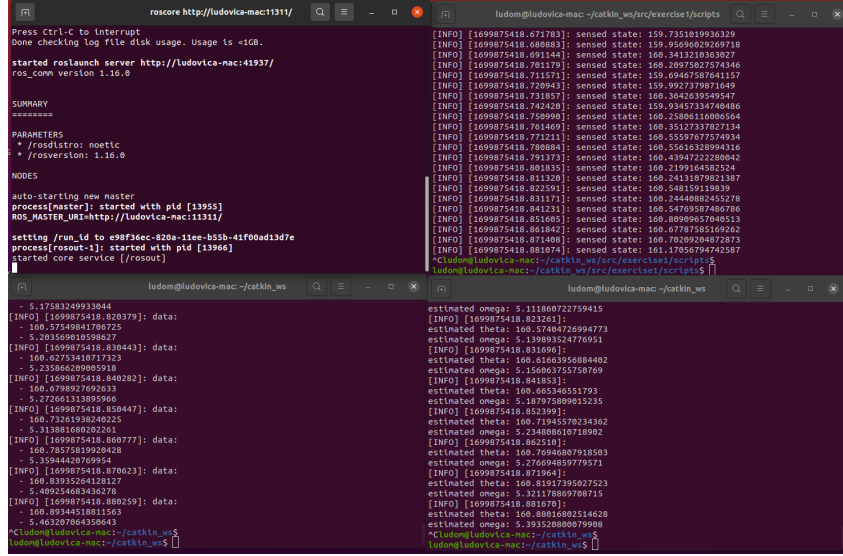 roscore http://ludovica-mac:11311/
Press Ctrl-C to interrupt
Done checking log file disk usage. Usage is <1GB.
started roslaunch server http://ludovica-mac:41937/
ros_comm version 1.16.0
SUMMARY
========
PARAMETERS
* /rosdistro: noetic
* /rosversion: 1.16.0
NODES
auto-starting new master
process[master]: started with pid [13955]
ROS_MASTER_URI=http://ludovica-mac:11311/
setting /run_id to e98f36ec-820a-11ee-b55b-41f00ad13d7e
process[rosout-1]: started with pid [13966]
started core service [/rosout]
ludom@ludovica-mac: ~/catkin_ws/src/exercise1/scripts
[INFO] [1699875418.671783]: sensed state: 159.7351019936329
[INFO] [1699875418.680883]: sensed state: 159.95696029269718
[INFO] [1699875418.691144]: sensed state: 160.3413210363027
[INFO] [1699875418.701179]: sensed state: 160.20975027574346
[INFO] [1699875418.711571]: sensed state: 159.69467587641157
[INFO] [1699875418.720943]: sensed state: 159.9927379871649
[INFO] [1699875418.731857]: sensed state: 160.3642639549547
[INFO] [1699875418.742420]: sensed state: 159.93457334740486
[INFO] [1699875418.750990]: sensed state: 160.25806116006564
[INFO] [1699875418.761469]: sensed state: 160.35127337827134
[INFO] [1699875418.771211]: sensed state: 160.55597677574934
[INFO] [1699875418.780884]: sensed state: 160.55616328994316
[INFO] [1699875418.791373]: sensed state: 160.43947222280042
[INFO] [1699875418.801835]: sensed state: 160.2199164582524
[INFO] [1699875418.811320]: sensed state: 160.24131079821387
[INFO] [1699875418.822591]: sensed state: 160.548159119839
[INFO] [1699875418.831171]: sensed state: 160.24440882455278
[INFO] [1699875418.841231]: sensed state: 160.54769587486786
[INFO] [1699875418.851605]: sensed state: 160.80909657040513
[INFO] [1699875418.861842]: sensed state: 160.67787585169262
[INFO] [1699875418.871408]: sensed state: 160.70209204872873
[INFO] [1699875418.881074]: sensed state: 161.17056794742587
^Cludom@ludovica-mac:~/catkin_ws/src/exercise1/scripts$
ludom@ludovica-mac:~/catkin_ws/src/exercise1/scripts$
ludom@ludovica-mac: ~/catkin_ws
- 5.17583249933044
[INFO] [1699875418.820379]: data:
- 160.57549841706725
- 5.203569010598627
[INFO] [1699875418.830443]: data:
- 160.62753410717323
- 5.235866209005918
[INFO] [1699875418.840282]: data:
- 160.6798927692633
- 5.272661313895966
[INFO] [1699875418.850447]: data:
- 160.73261938240225
- 5.313881680202261
[INFO] [1699875418.860777]: data:
- 160.78575819920428
- 5.35944420769954
[INFO] [1699875418.870623]: data:
- 160.83935264128127
- 5.409254683436278
[INFO] [1699875418.880259]: data:
- 160.89344518811563
- 5.463207064350643
^Cludom@ludovica-mac:~/catkin_ws$
ludom@ludovica-mac:~/catkin_ws$
ludom@ludovica-mac: ~/catkin_ws
estimated omega: 5.111860722759415
[INFO] [1699875418.823261]:
estimated theta: 160.57404726994773
estimated omega: 5.139893524776951
[INFO] [1699875418.831696]:
estimated theta: 160.61663956884402
estimated omega: 5.156063755750769
[INFO] [1699875418.841853]:
estimated theta: 160.665346551793
estimated omega: 5.187975809015235
[INFO] [1699875418.852399]:
estimated theta: 160.71945570234362
estimated omega: 5.234808610718902
[INFO] [1699875418.862510]:
estimated theta: 160.76946807918503
estimated omega: 5.276694859779571
[INFO] [1699875418.871964]:
estimated theta: 160.81917395027523
estimated omega: 5.321178869708715
[INFO] [1699875418.881670]:
estimated theta: 160.88016802514628
estimated omega: 5.393520800079908
^Cludom@ludovica-mac:~/catkin_ws$
ludom@ludovica-mac:~/catkin_ws$